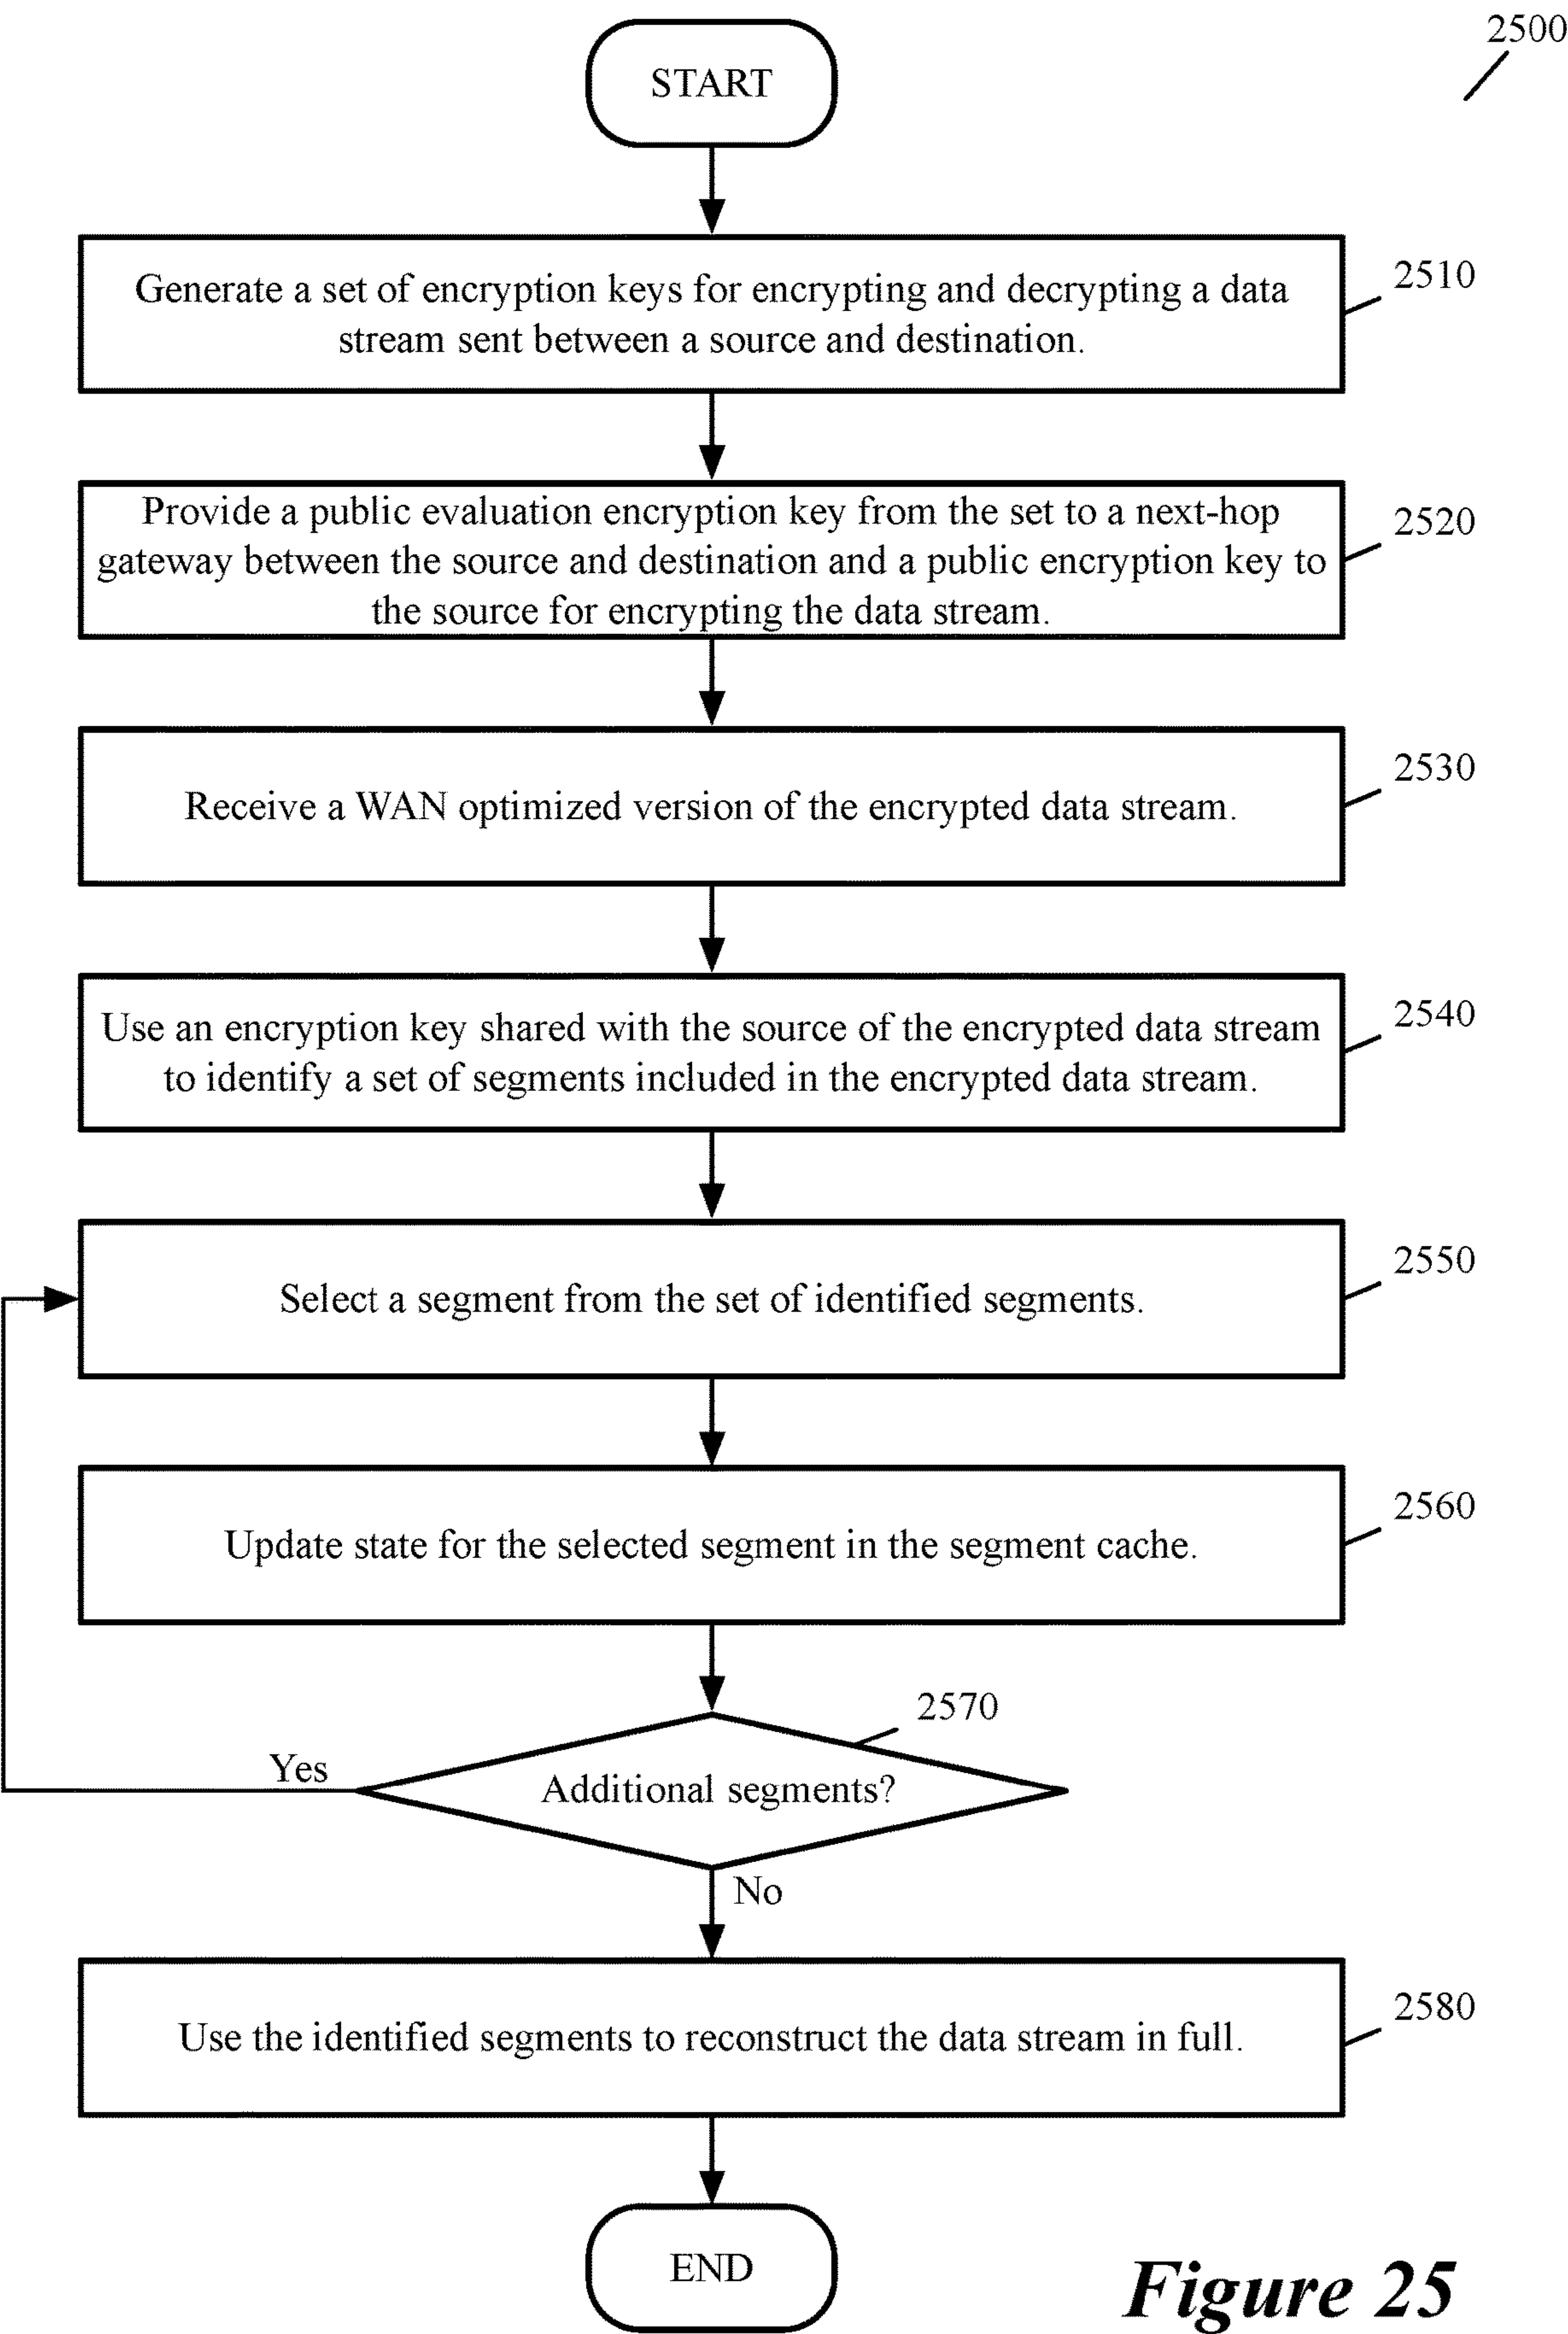 2500
START
Generate a set of encryption keys for encrypting and decrypting a data
stream sent between a source and destination.
2510
Provide a public evaluation encryption key from the set to a next-hop
gateway between the source and destination and a public encryption key to
the source for encrypting the data stream.
2520
Receive a WAN optimized version of the encrypted data stream.
2530
Use an encryption key shared with the source of the encrypted data stream
to identify a set of segments included in the encrypted data stream.
2540
Select a segment from the set of identified segments.
2550
Update state for the selected segment in the segment cache.
2560
2570
Yes
Additional segments?
No
Use the identified segments to reconstruct the data stream in full.
2580
END
Figure 25